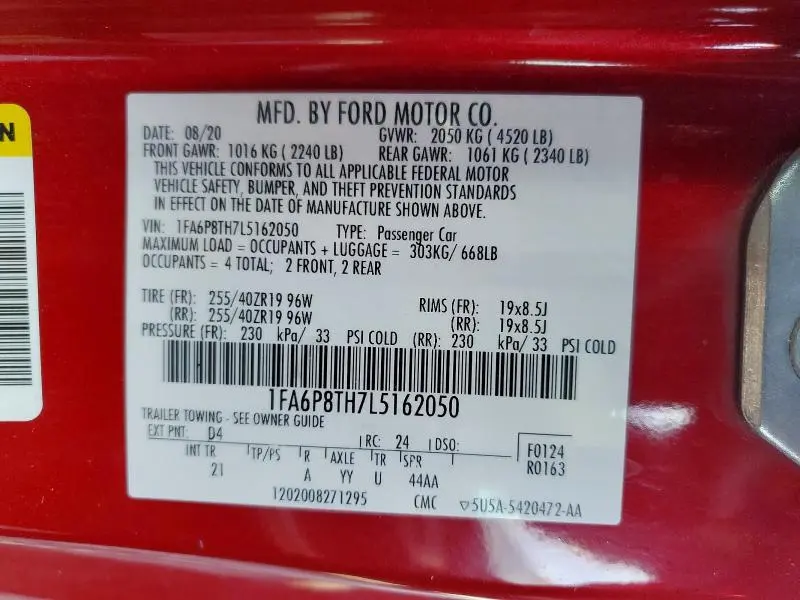 N
MFD. BY FORD MOTOR CO.
DATE: 08/20 GVWR: 2050 KG ( 4520 LB)
FRONT GAWR: 1016 KG ( 2240 LB) REAR GAWR: 1061 KG ( 2340 LB)
THIS VEHICLE CONFORMS TO ALL APPLICABLE FEDERAL MOTOR
VEHICLE SAFETY, BUMPER, AND THEFT PREVENTION STANDARDS
IN EFFECT ON THE DATE OF MANUFACTURE SHOWN ABOVE.
VIN: 1FA6P8TH7L5162050 TYPE: Passenger Car
MAXIMUM LOAD = OCCUPANTS + LUGGAGE = 303KG/ 668LB
OCCUPANTS = 4 TOTAL; 2 FRONT, 2 REAR
TIRE (FR): 255/40ZR19 96W RIMS (FR): 19x8.5J
(RR): 255/40ZR19 96W (RR): 19x8.5J
PRESSURE (FR): 230 kPa/ 33 PSI COLD (RR): 230 kPa/ 33 PSI COLD
1FA6P8TH7L5162050
TRAILER TOWING - SEE OWNER GUIDE
EXT PNT: D4 RC: 24 DSO: F0124
INT TR TP/PS R AXLE TR SPR R0163
21 A YY U 44AA
1202008271295 CMC ▽5U5A-5420472-AA